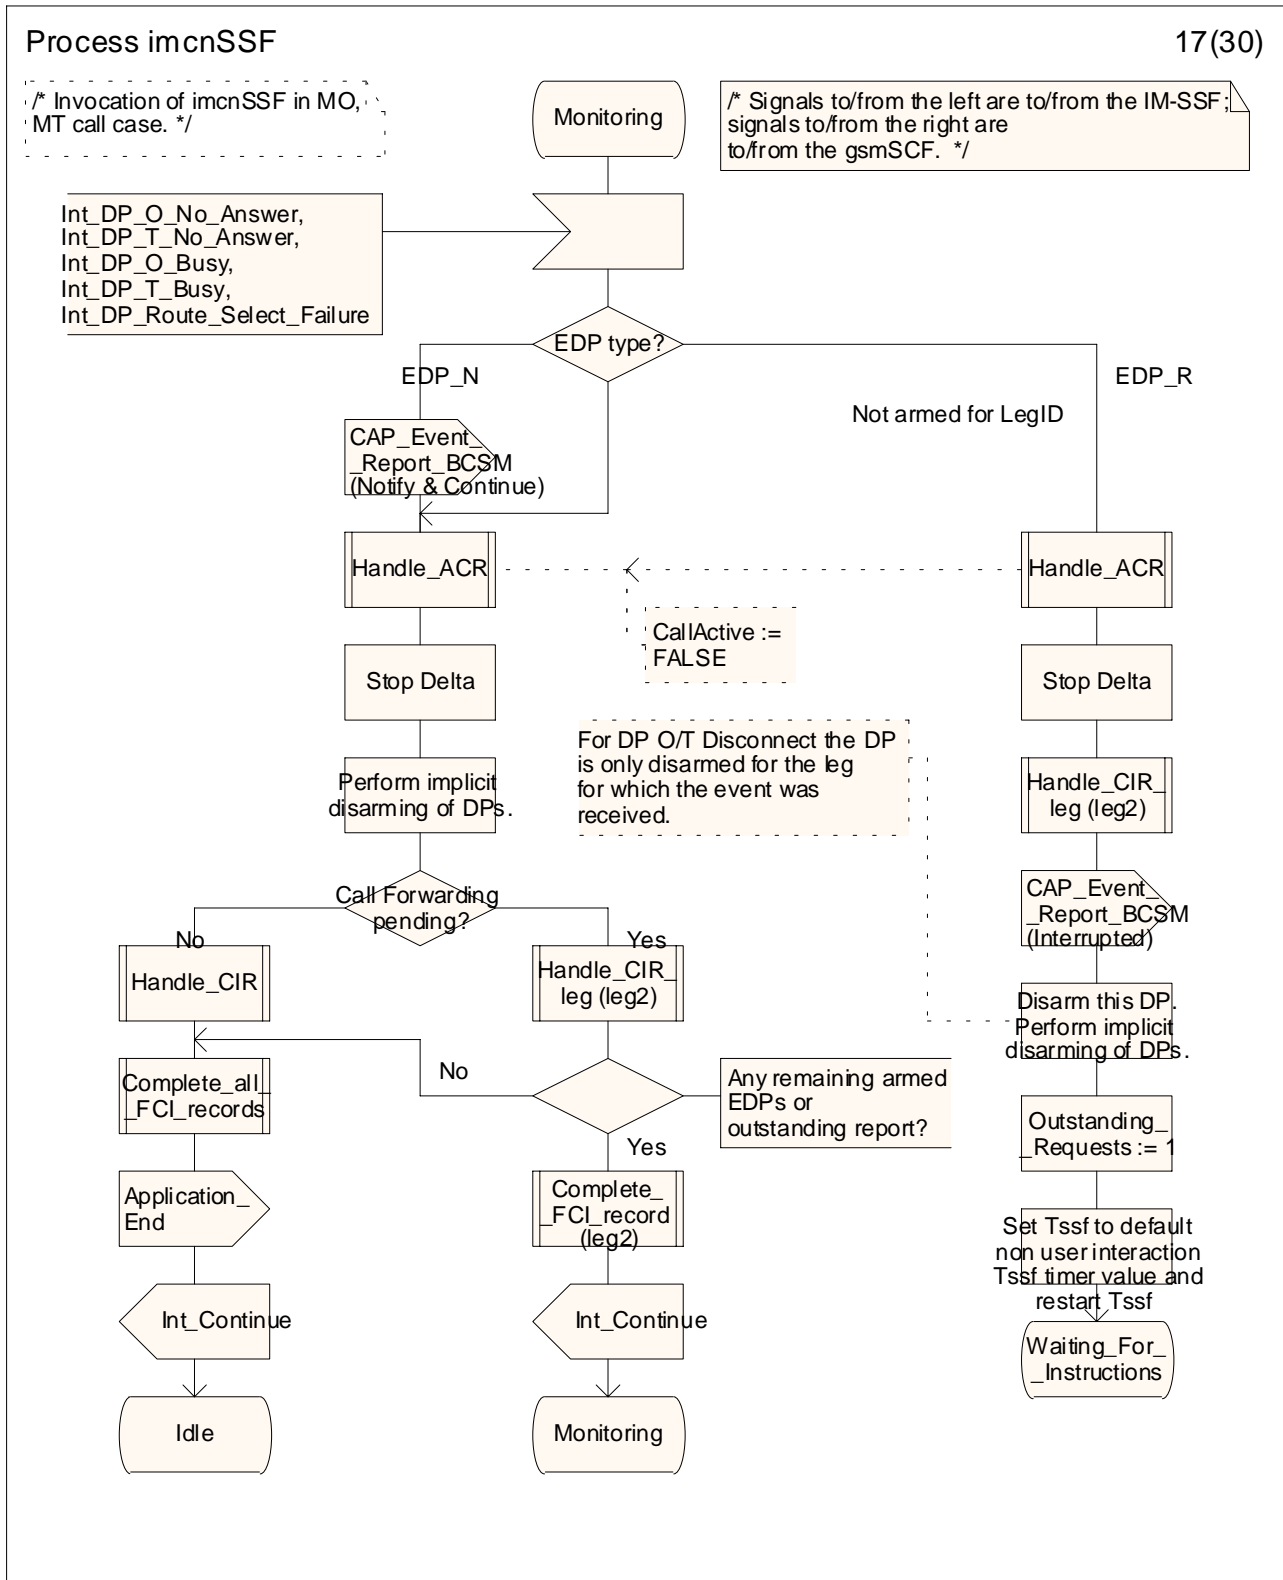 Process imcnSSF
17(30)
/* Invocation of imcnSSF in MO,
MT call case. */
Monitoring
/* Signals to/from the left are to/from the IM-SSF;
signals to/from the right are
to/from the gsmSCF. */
Int_DP_O_No_Answer,
Int_DP_T_No_Answer,
Int_DP_O_Busy,
Int_DP_T_Busy,
Int_DP_Route_Select_Failure
EDP type?
EDP_N
EDP_R
Not armed for LegID
CAP_Event_
_Report_BCSM
(Notify & Continue)
Handle_ACR
Handle_ACR
CallActive :=
FALSE
Stop Delta
Stop Delta
For DP O/T Disconnect the DP
is only disarmed for the leg
for which the event was
received.
Perform implicit
disarming of DPs.
Handle_CIR_
leg (leg2)
Call Forwarding
pending?
CAP_Event_
_Report_BCSM
(Interrupted)
No
Yes
Handle_CIR
Handle_CIR_
leg (leg2)
Disarm this DP.
Perform implicit
disarming of DPs.
No
Any remaining armed
EDPs or
outstanding report?
Complete_all_
_FCI_records
Yes
Outstanding_
_Requests := 1
Application_
End
Complete_
_FCI_record
(leg2)
Set Tssf to default
non user interaction
Tssf timer value and
restart Tssf
Int_Continue
Int_Continue
Waiting_For_
_Instructions
Idle
Monitoring